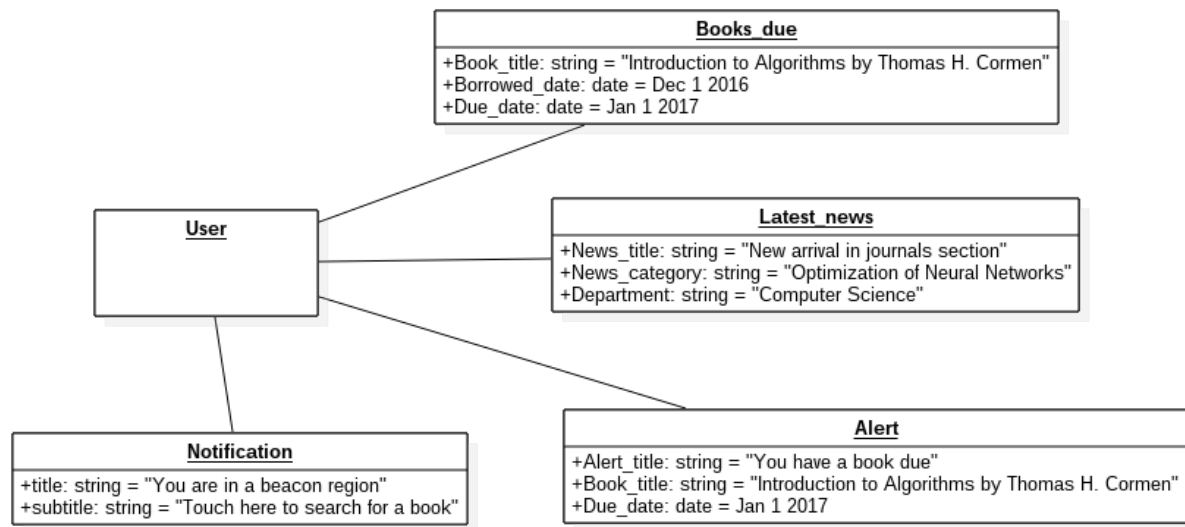 Books_due
+Book_title: string = "Introduction to Algorithms by Thomas H. Cormen"
+Borrowed_date: date = Dec 1 2016
+Due_date: date = Jan 1 2017
User
Latest_news
+News_title: string = "New arrival in journals section"
+News_category: string = "Optimization of Neural Networks"
+Department: string = "Computer Science"
Notification
+title: string = "You are in a beacon region"
+subtitle: string = "Touch here to search for a book"
Alert
+Alert_title: string = "You have a book due"
+Book_title: string = "Introduction to Algorithms by Thomas H. Cormen"
+Due_date: date = Jan 1 2017